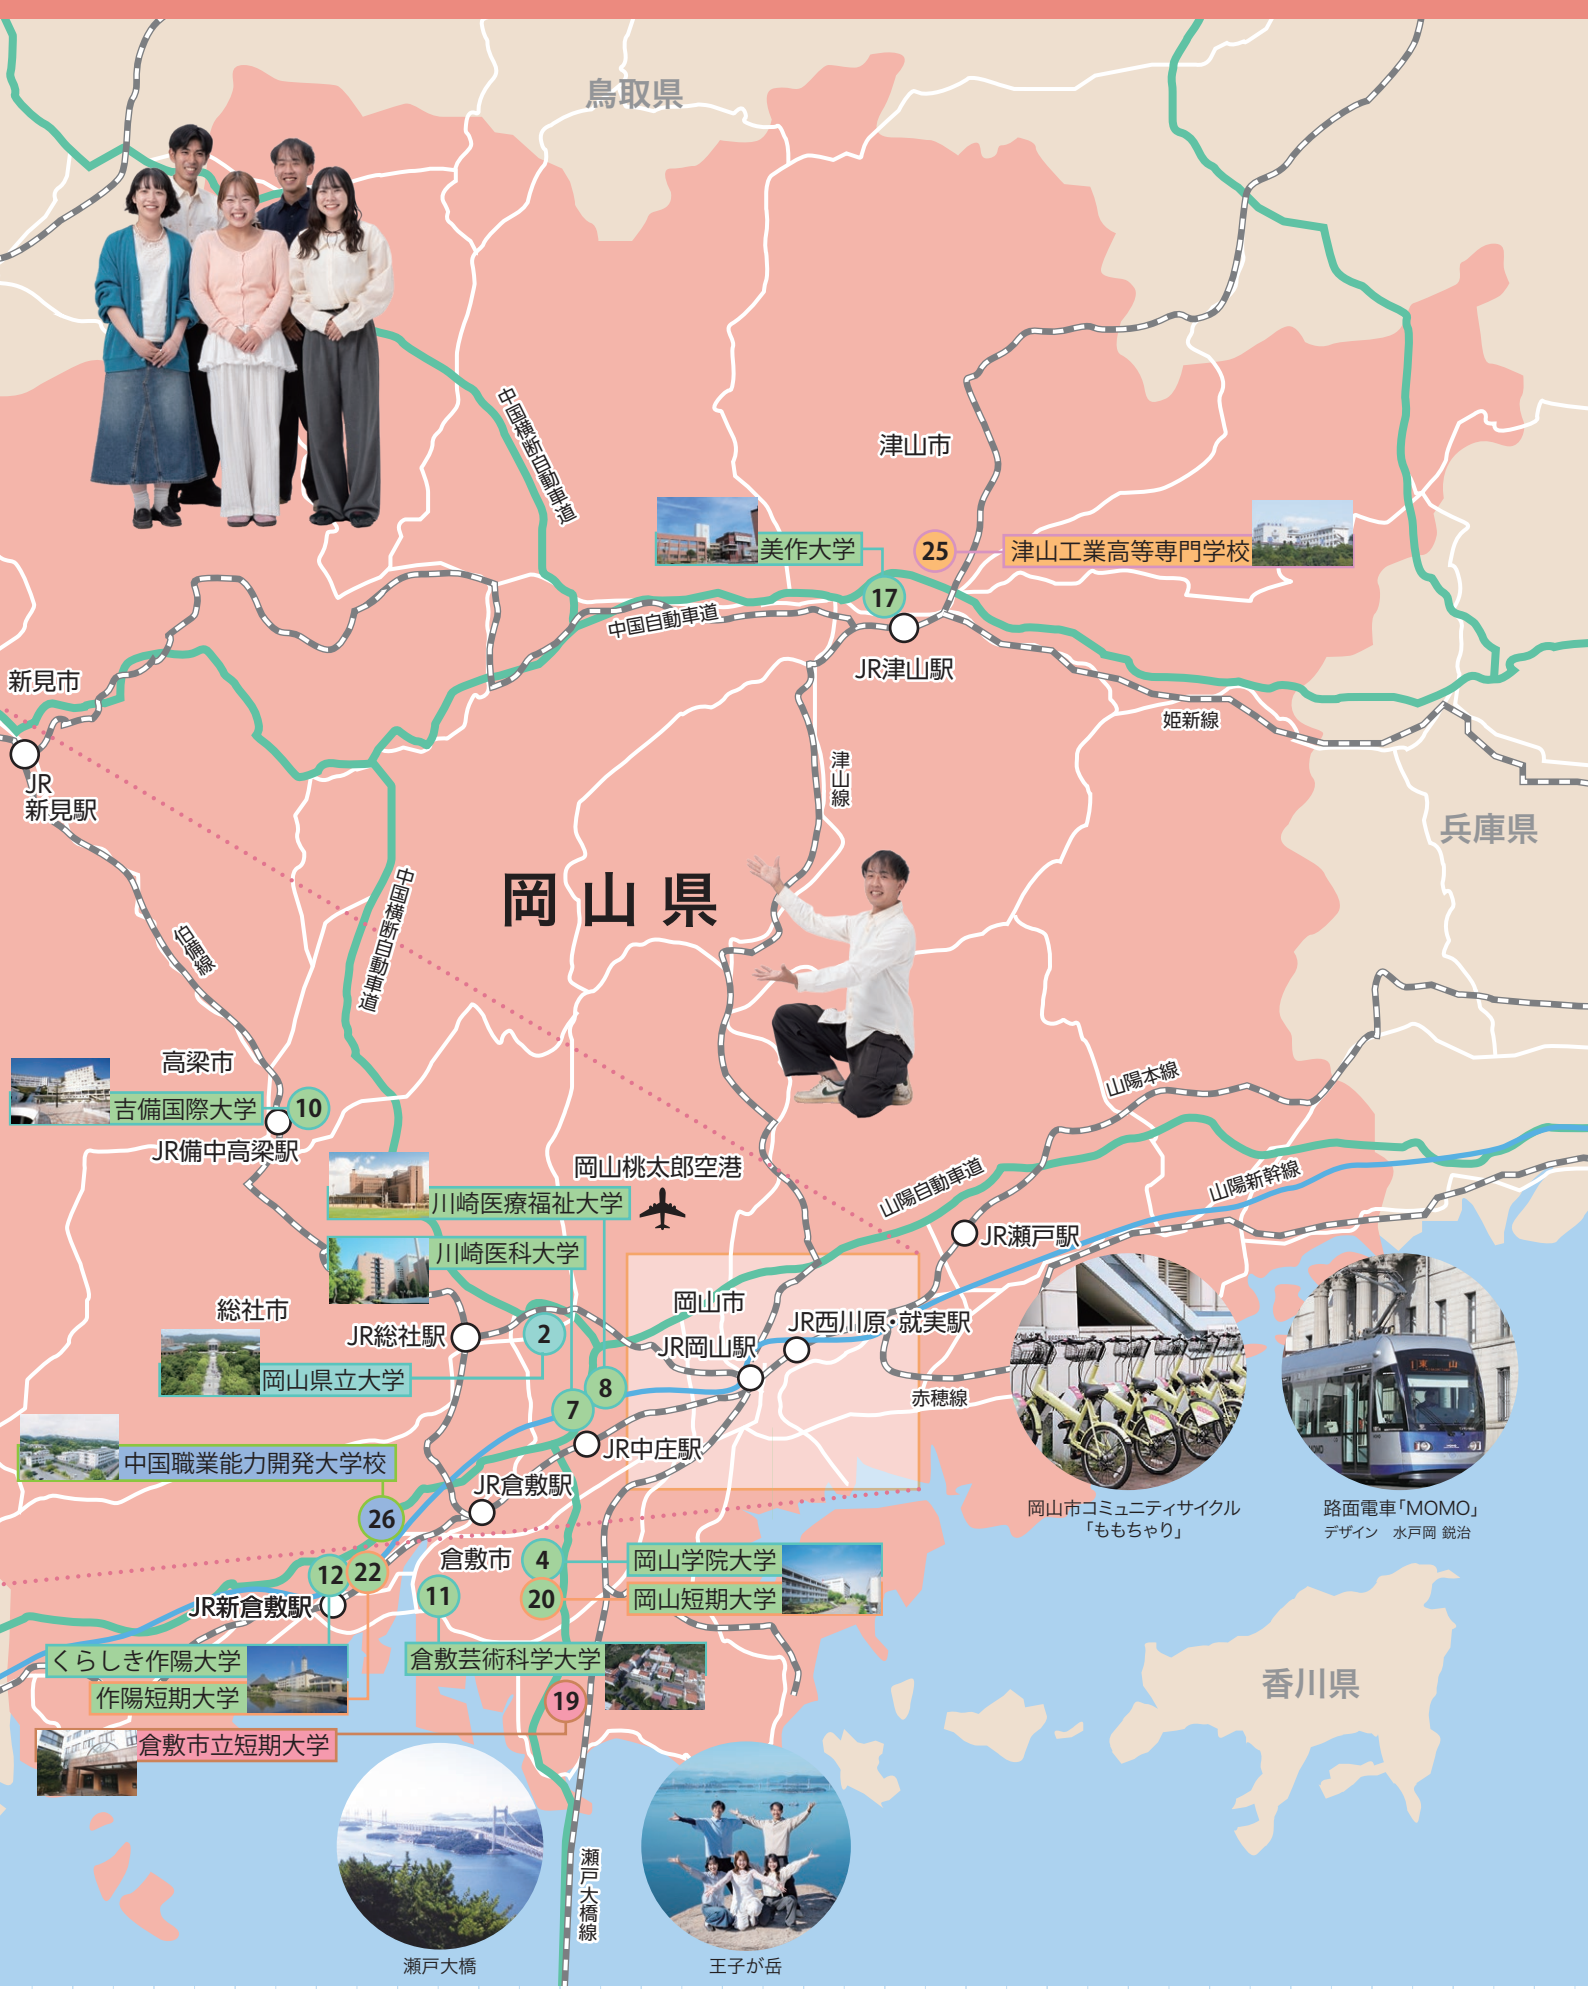 鳥取県
中国横断自動車道
津山市
美作大学
25
津山工業高等専門学校
17
中国自動車道
JR津山駅
新見市
姫新線
JR
新見駅
津山線
兵庫県
岡山県
中国横断自動車道
伯備線
高梁市
吉備国際大学
10
JR備中高梁駅
山陽本線
岡山桃太郎空港
川崎医療福祉大学
山陽自動車道
山陽新幹線
JR瀬戸駅
川崎医科大学
総社市
岡山市
JR西川原・就実駅
JR総社駅
2
JR岡山駅
岡山県立大学
8
7
赤穂線
JR中庄駅
中国職業能力開発大学校
JR倉敷駅
26
岡山市コミュニティサイクル
「ももちゃり」
路面電車「MOMO」
デザイン 水戸岡 鋭治
倉敷市
4
岡山学院大学
12
22
11
20
岡山短期大学
JR新倉敷駅
くらしき作陽大学
倉敷芸術科学大学
作陽短期大学
19
香川県
倉敷市立短期大学
瀬戸大橋線
瀬戸大橋
王子が岳